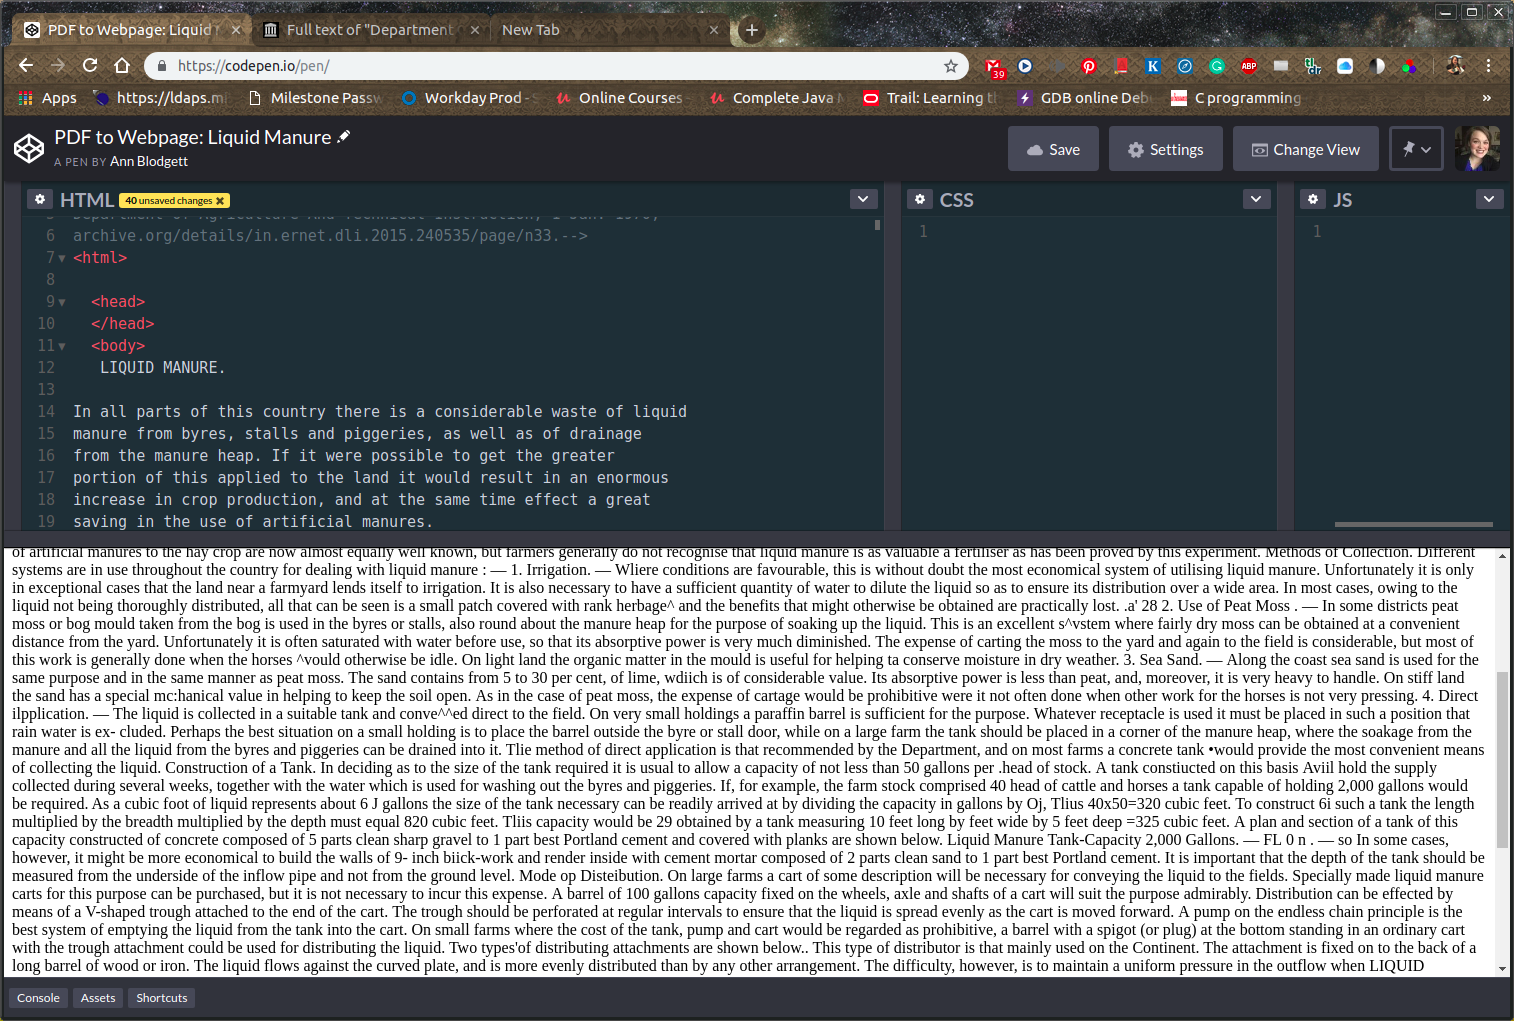 PDF to Webpage: Liquid
Full text of "Department
New Tab
https://codepen.io/pen/
39
K
ABP
Apps
https://ldaps.m
Milestone Passw
Workday Prod -
Online Courses
Complete Java
Trail: Learning t
GDB online Deb
C programming
»
PDF to Webpage: Liquid Manure
A PEN BY Ann Blodgett
Save
Settings
Change View
HTML
40 unsaved changes
CSS
JS
5 Department of Agriculture And Technical Instruction, 1 Jan. 1970,
6 archive.org/details/in.ernet.dli.2015.240535/page/n33.-->
7 <html>
8
9 <head>
10 </head>
11 <body>
12 LIQUID MANURE.
13
14 In all parts of this country there is a considerable waste of liquid
15 manure from byres, stalls and piggeries, as well as of drainage
16 from the manure heap. If it were possible to get the greater
17 portion of this applied to the land it would result in an enormous
18 increase in crop production, and at the same time effect a great
19 saving in the use of artificial manures.
1
1
of artificial manures to the hay crop are now almost equally well known, but farmers generally do not recognise that liquid manure is as valuable a fertiliser as has been proved by this experiment. Methods of Collection. Different
systems are in use throughout the country for dealing with liquid manure : — 1. Irrigation. — Wliere conditions are favourable, this is without doubt the most economical system of utilising liquid manure. Unfortunately it is only
in exceptional cases that the land near a farmyard lends itself to irrigation. It is also necessary to have a sufficient quantity of water to dilute the liquid so as to ensure its distribution over a wide area. In most cases, owing to the
liquid not being thoroughly distributed, all that can be seen is a small patch covered with rank herbage^ and the benefits that might otherwise be obtained are practically lost. .a' 28 2. Use of Peat Moss . — In some districts peat
moss or bog mould taken from the bog is used in the byres or stalls, also round about the manure heap for the purpose of soaking up the liquid. This is an excellent s^vstem where fairly dry moss can be obtained at a convenient
distance from the yard. Unfortunately it is often saturated with water before use, so that its absorptive power is very much diminished. The expense of carting the moss to the yard and again to the field is considerable, but most of
this work is generally done when the horses ^vould otherwise be idle. On light land the organic matter in the mould is useful for helping ta conserve moisture in dry weather. 3. Sea Sand. — Along the coast sea sand is used for the
same purpose and in the same manner as peat moss. The sand contains from 5 to 30 per cent, of lime, wdiich is of considerable value. Its absorptive power is less than peat, and, moreover, it is very heavy to handle. On stiff land
the sand has a special mc:hanical value in helping to keep the soil open. As in the case of peat moss, the expense of cartage would be prohibitive were it not often done when other work for the horses is not very pressing. 4. Direct
ilpplication. — The liquid is collected in a suitable tank and conve^^ed direct to the field. On very small holdings a paraffin barrel is sufficient for the purpose. Whatever receptacle is used it must be placed in such a position that
rain water is ex- cluded. Perhaps the best situation on a small holding is to place the barrel outside the byre or stall door, while on a large farm the tank should be placed in a corner of the manure heap, where the soakage from the
manure and all the liquid from the byres and piggeries can be drained into it. Tlie method of direct application is that recommended by the Department, and on most farms a concrete tank •would provide the most convenient means
of collecting the liquid. Construction of a Tank. In deciding as to the size of the tank required it is usual to allow a capacity of not less than 50 gallons per .head of stock. A tank constiucted on this basis Aviil hold the supply
collected during several weeks, together with the water which is used for washing out the byres and piggeries. If, for example, the farm stock comprised 40 head of cattle and horses a tank capable of holding 2,000 gallons would
be required. As a cubic foot of liquid represents about 6 J gallons the size of the tank necessary can be readily arrived at by dividing the capacity in gallons by Oj, Tlius 40x50=320 cubic feet. To construct 6i such a tank the length
multiplied by the breadth multiplied by the depth must equal 820 cubic feet. Tliis capacity would be 29 obtained by a tank measuring 10 feet long by feet wide by 5 feet deep =325 cubic feet. A plan and section of a tank of this
capacity constructed of concrete composed of 5 parts clean sharp gravel to 1 part best Portland cement and covered with planks are shown below. Liquid Manure Tank-Capacity 2,000 Gallons. — FL 0 n . — so In some cases,
however, it might be more economical to build the walls of 9- inch biick-work and render inside with cement mortar composed of 2 parts clean sand to 1 part best Portland cement. It is important that the depth of the tank should be
measured from the underside of the inflow pipe and not from the ground level. Mode op Disteibution. On large farms a cart of some description will be necessary for conveying the liquid to the fields. Specially made liquid manure
carts for this purpose can be purchased, but it is not necessary to incur this expense. A barrel of 100 gallons capacity fixed on the wheels, axle and shafts of a cart will suit the purpose admirably. Distribution can be effected by
means of a V-shaped trough attached to the end of the cart. The trough should be perforated at regular intervals to ensure that the liquid is spread evenly as the cart is moved forward. A pump on the endless chain principle is the
best system of emptying the liquid from the tank into the cart. On small farms where the cost of the tank, pump and cart would be regarded as prohibitive, a barrel with a spigot (or plug) at the bottom standing in an ordinary cart
with the trough attachment could be used for distributing the liquid. Two types'of distributing attachments are shown below.. This type of distributor is that mainly used on the Continent. The attachment is fixed on to the back of a
long barrel of wood or iron. The liquid flows against the curved plate, and is more evenly distributed than by any other arrangement. The difficulty, however, is to maintain a uniform pressure in the outflow when LIQUID
Console
Assets
Shortcuts